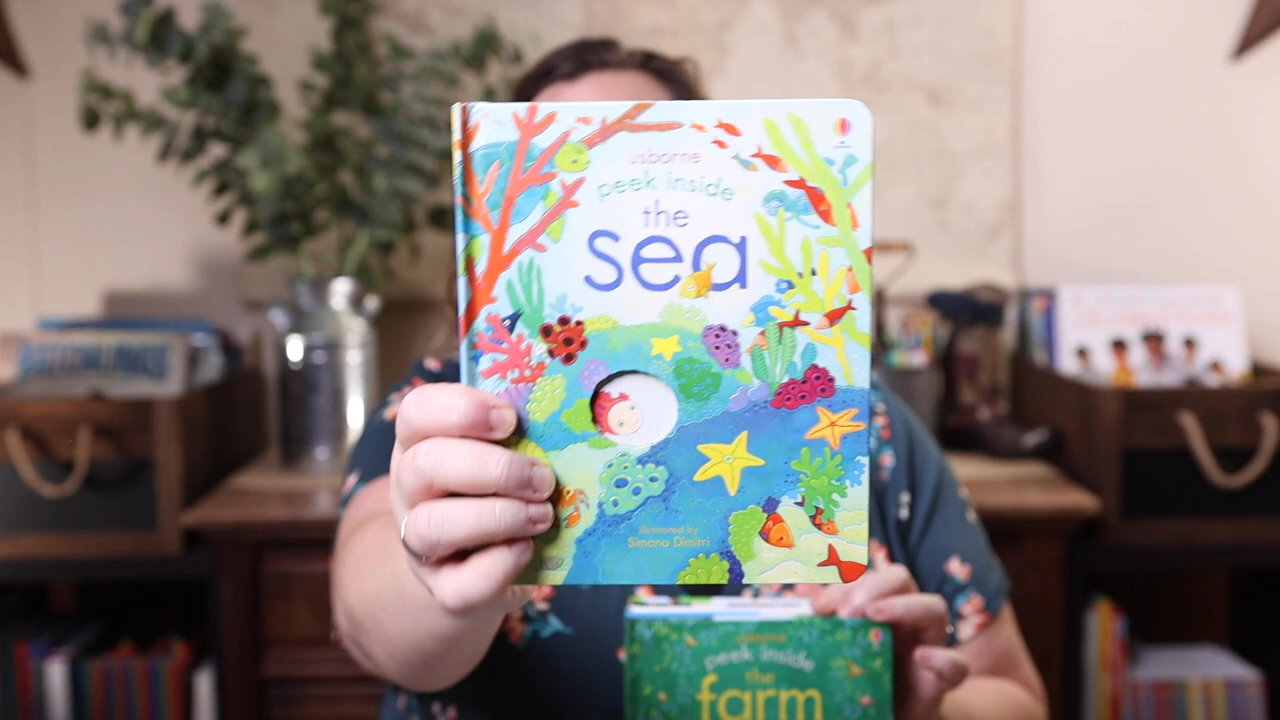 usborne
peek inside
the
sea
illustrated by
Simona Dimitri
usborne
peek inside
the
farm